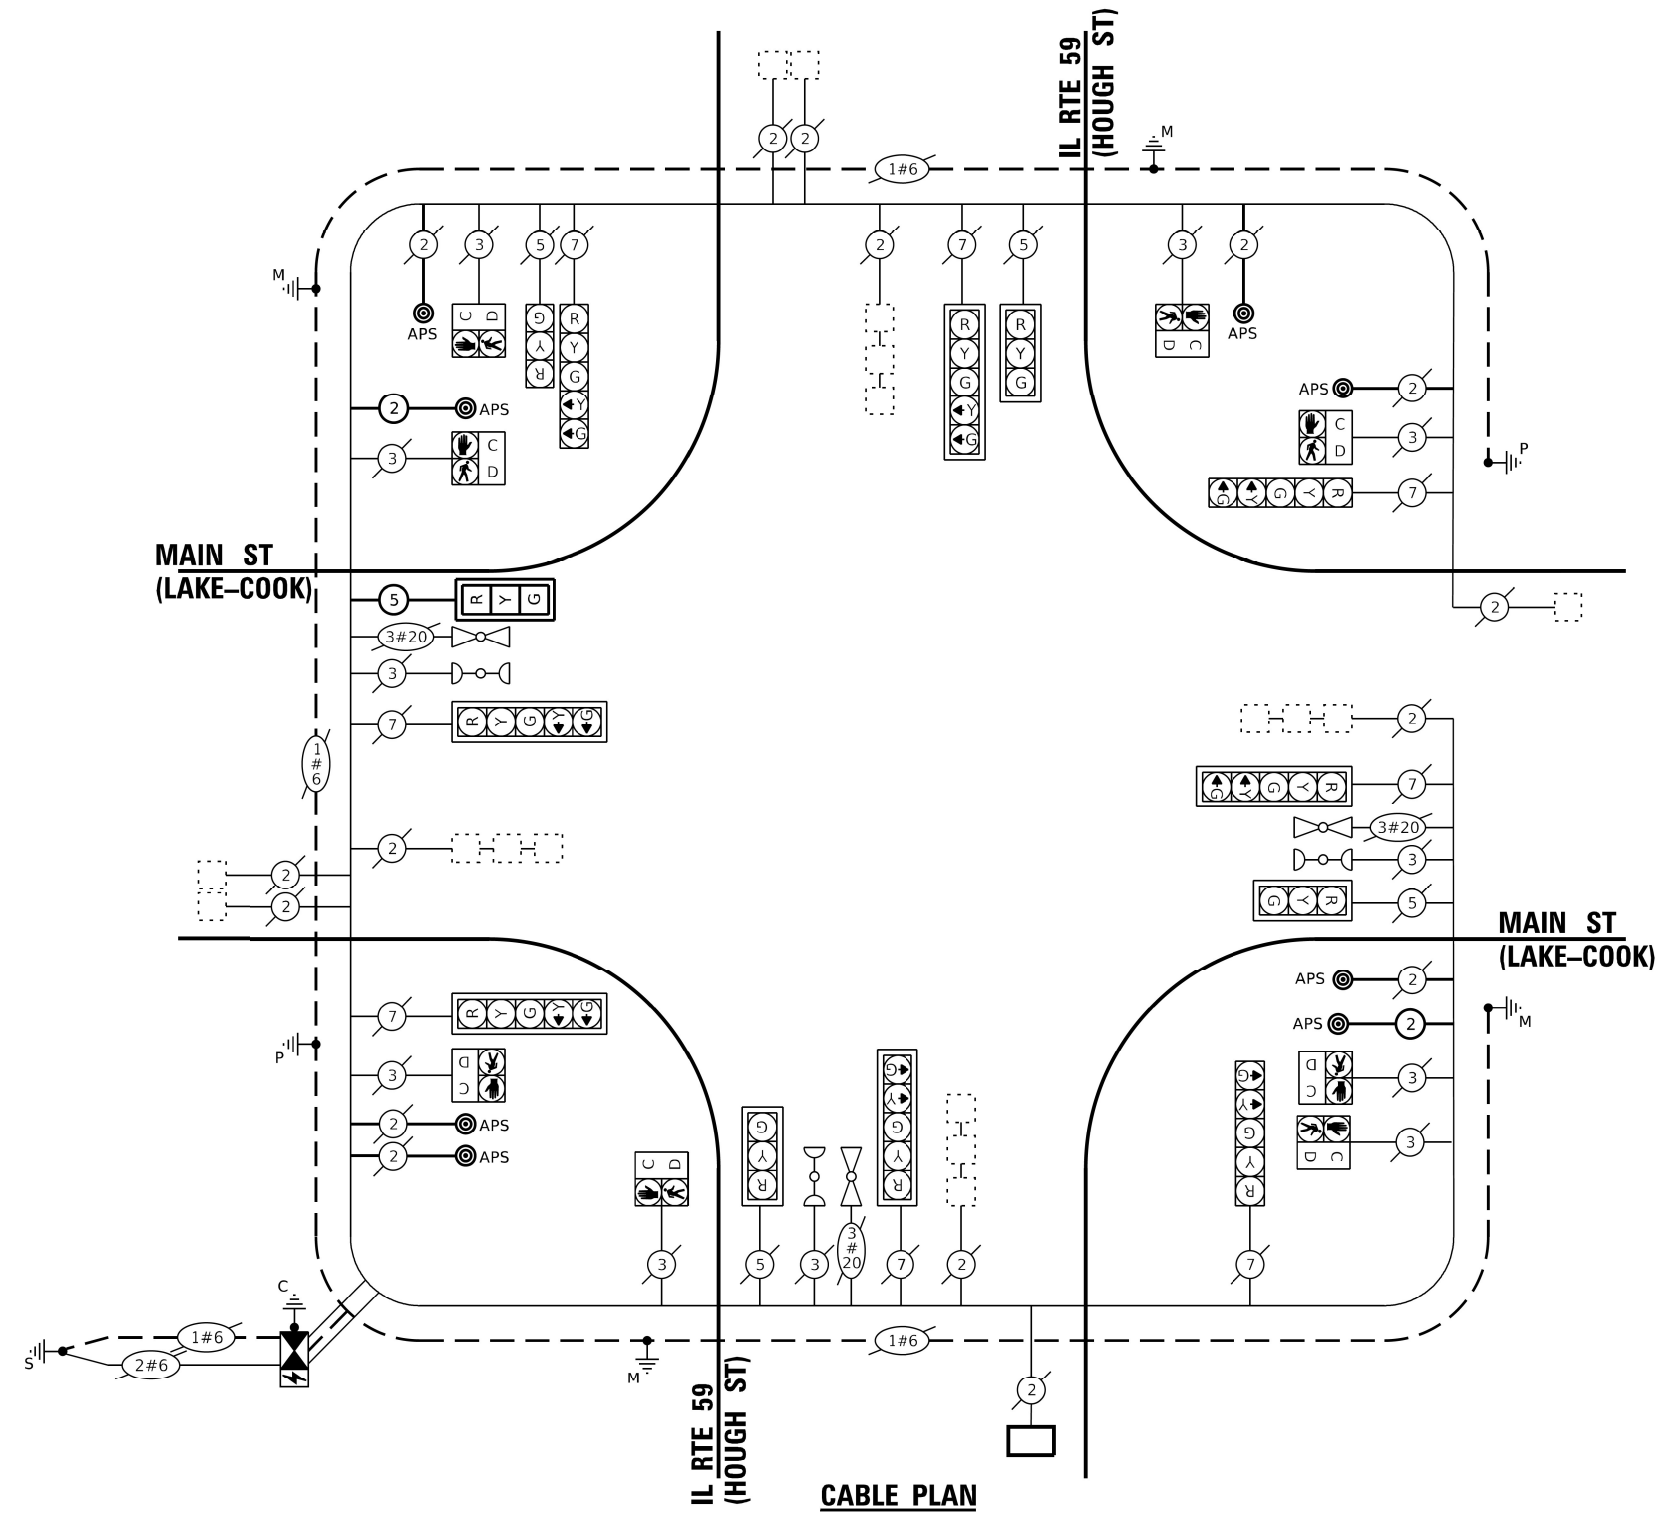 IL RTE 59
(HOUGH ST)
M
2 2
1#6
2 3 5 7 2 7 5 3 2
M
APS
C D
G
Y
R
R
Y
G
Y
G
R
Y
G
Y
G
R
Y
G
D C
APS
2 APS
APS 2
3 C
D
C
D 3
P
G Y G Y R 7
MAIN ST
(LAKE–COOK)
5 R Y G
2
3#20
3
7 R Y G Y G
2
1
#
6
G Y G Y R 7
3#20
2
3
2
G Y R 5
2
MAIN ST
(LAKE–COOK)
APS 2
7 R Y G Y G
M
APS 2
P
3 D
C
D
C 3
2 APS
2 APS
D C 3
C D
G
Y
R
G
Y
G
Y
R
G
Y
G
Y
R
3 5 3 3
#
20 7 2 7
C
1#6
S
2#6
1#6
M
2
IL RTE 59
(HOUGH ST)
CABLE PLAN